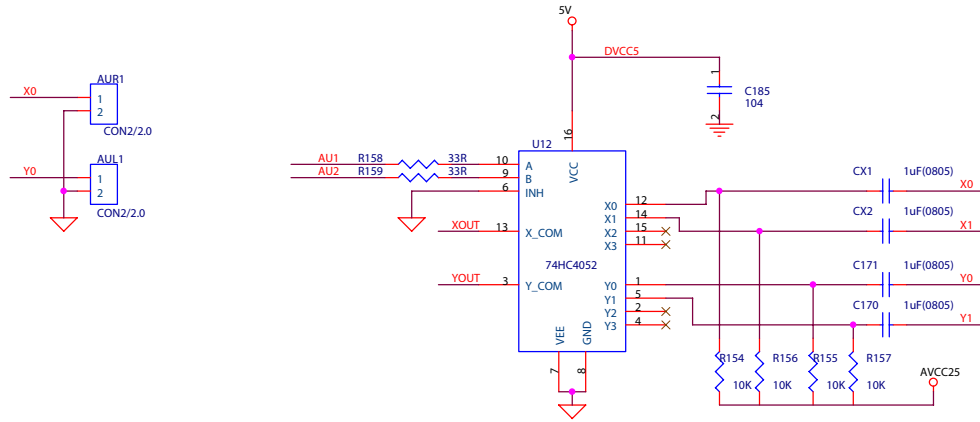 5V
DVCC5
1
C185
104
2
AUR1
X0
1
2
CON2/2.0
AUL1
Y0
1
2
CON2/2.0
U12
16
VCC
AU1 R158 33R 10 A
AU2 R159 33R 9 B
6 INH
XOUT 13 X_COM
74HC4052
YOUT 3 Y_COM
X0 12
X1 14
X2 15
X3 11
Y0 1
Y1 5
Y2 2
Y3 4
VEE
GND
7
8
CX1 1uF(0805) X0
CX2 1uF(0805) X1
C171 1uF(0805) Y0
C170 1uF(0805) Y1
R154 R156 R155 R157
10K 10K 10K 10K
AVCC25